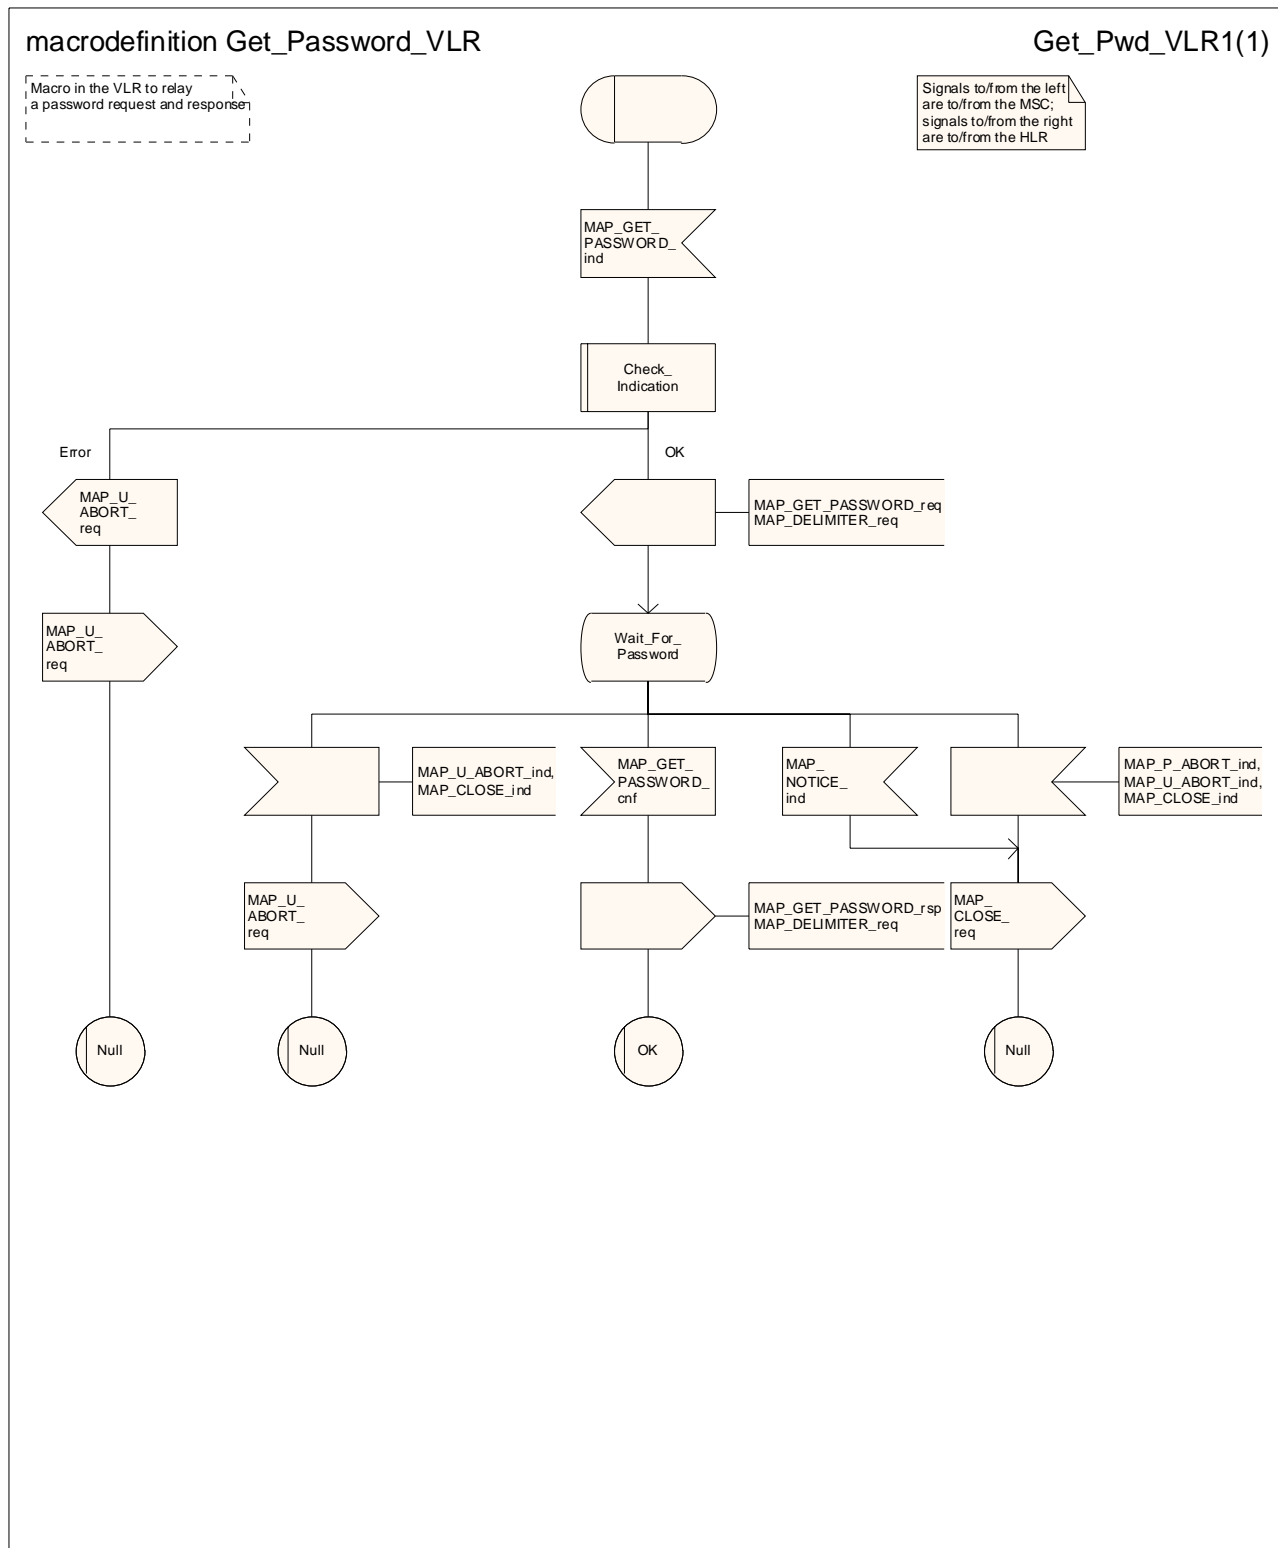 macrodefinition Get_Password_VLR
Get_Pwd_VLR1(1)
Macro in the VLR to relay
a password request and response
Signals to/from the left
are to/from the MSC;
signals to/from the right
are to/from the HLR
MAP_GET_
PASSWORD_
ind
Check_
Indication
Error
OK
MAP_U_
ABORT_
req
MAP_GET_PASSWORD_req
MAP_DELIMITER_req
MAP_U_
ABORT_
req
Wait_For_
Password
MAP_U_ABORT_ind,
MAP_CLOSE_ind
MAP_GET_
PASSWORD_
cnf
MAP_
NOTICE_
ind
MAP_P_ABORT_ind,
MAP_U_ABORT_ind,
MAP_CLOSE_ind
MAP_U_
ABORT_
req
MAP_GET_PASSWORD_rsp
MAP_DELIMITER_req
MAP_
CLOSE_
req
Null
Null
OK
Null